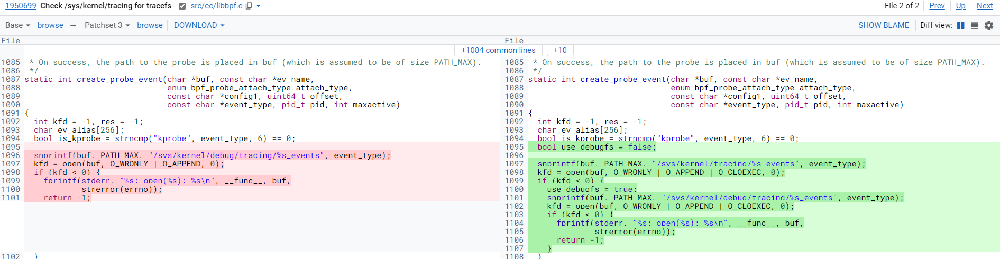 1950699 Check /sys/kernel/tracing for tracefs src/cc/libbpf.c File 2 of 2 Prev Up Next
Base browse → Patchset 3 browse DOWNLOAD SHOW BLAME Diff view:
File File
+1084 common lines +10
1085  * On success, the path to the probe is placed in buf (which is assumed to be of size PATH_MAX).
1086  */
1087 static int create_probe_event(char *buf, const char *ev_name,
1088                               enum bpf_probe_attach_type attach_type,
1089                               const char *config1, uint64_t offset,
1090                               const char *event_type, pid_t pid, int maxactive)
1091 {
1092   int kfd = -1, res = -1;
1093   char ev_alias[256];
1094   bool is_kprobe = strncmp("kprobe", event_type, 6) == 0;
1095
1096   snprintf(buf, PATH_MAX, "/sys/kernel/debug/tracing/%s_events", event_type);
1097   kfd = open(buf, O_WRONLY | O_APPEND, 0);
1098   if (kfd < 0) {
1099     fprintf(stderr, "%s: open(%s): %s\n", __func__, buf,
1100             strerror(errno));
1101     return -1;
1102   }
1085  * On success, the path to the probe is placed in buf (which is assumed to be of size PATH_MAX).
1086  */
1087 static int create_probe_event(char *buf, const char *ev_name,
1088                               enum bpf_probe_attach_type attach_type,
1089                               const char *config1, uint64_t offset,
1090                               const char *event_type, pid_t pid, int maxactive)
1091 {
1092   int kfd = -1, res = -1;
1093   char ev_alias[256];
1094   bool is_kprobe = strncmp("kprobe", event_type, 6) == 0;
1095   bool use_debugfs = false;
1096
1097   snprintf(buf, PATH_MAX, "/sys/kernel/tracing/%s_events", event_type);
1098   kfd = open(buf, O_WRONLY | O_APPEND | O_CLOEXEC, 0);
1099   if (kfd < 0) {
1100     use_debugfs = true;
1101     snprintf(buf, PATH_MAX, "/sys/kernel/debug/tracing/%s_events", event_type);
1102     kfd = open(buf, O_WRONLY | O_APPEND | O_CLOEXEC, 0);
1103     if (kfd < 0) {
1104       fprintf(stderr, "%s: open(%s): %s\n", __func__, buf,
1105               strerror(errno));
1106       return -1;
1107     }
1108   }